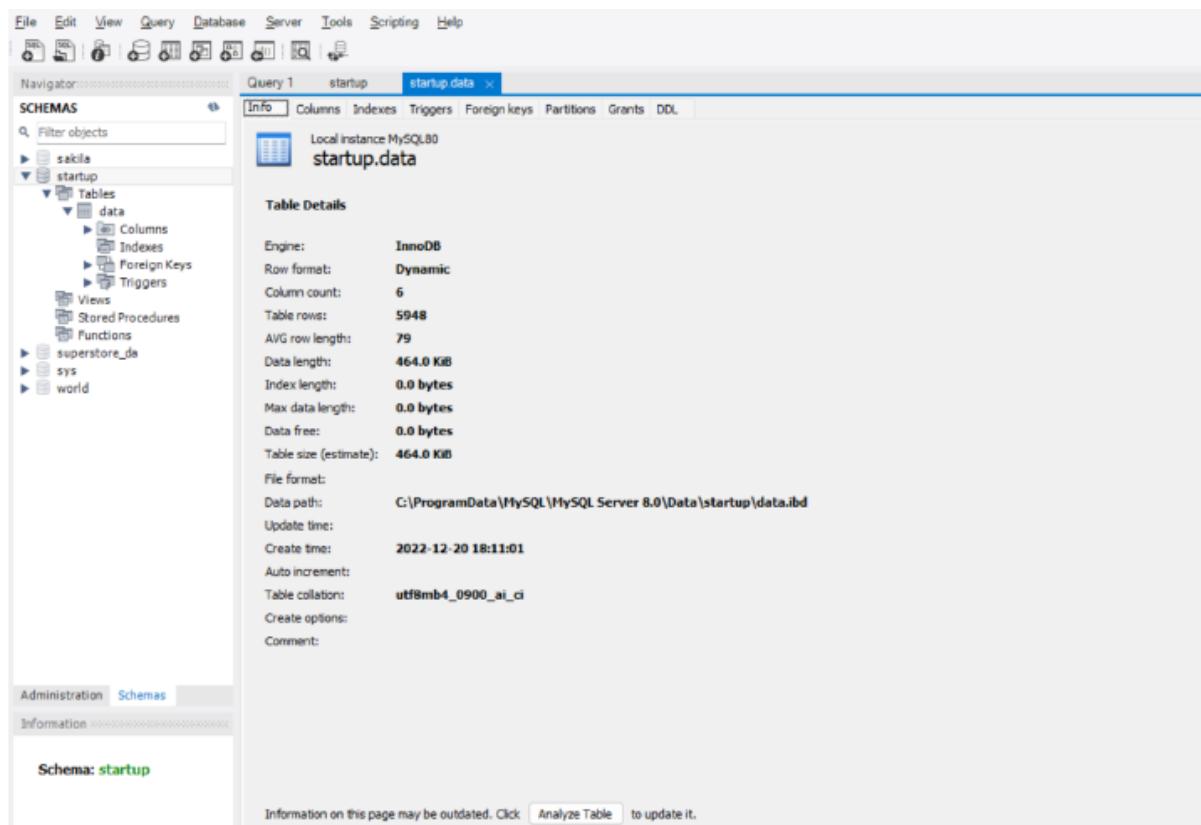 File Edit View Query Database Server Tools Scripting Help
Navigator
SCHEMAS
Filter objects
sakila
startup
Tables
data
Columns
Indexes
Foreign Keys
Triggers
Views
Stored Procedures
Functions
superstore_da
sys
world
Administration Schemas
Information
Schema: startup
Query 1 startup startup.data
Info Columns Indexes Triggers Foreign keys Partitions Grants DDL
Local instance MySQL80
startup.data
Table Details
Engine: InnoDB
Row format: Dynamic
Column count: 6
Table rows: 5948
AVG row length: 79
Data length: 464.0 KiB
Index length: 0.0 bytes
Max data length: 0.0 bytes
Data free: 0.0 bytes
Table size (estimate): 464.0 KiB
File format:
Data path: C:\ProgramData\MySQL\MySQL Server 8.0\Data\startup\data.ibd
Update time:
Create time: 2022-12-20 18:11:01
Auto increment:
Table collation: utf8mb4_0900_ai_ci
Create options:
Comment:
Information on this page may be outdated. Click Analyze Table to update it.